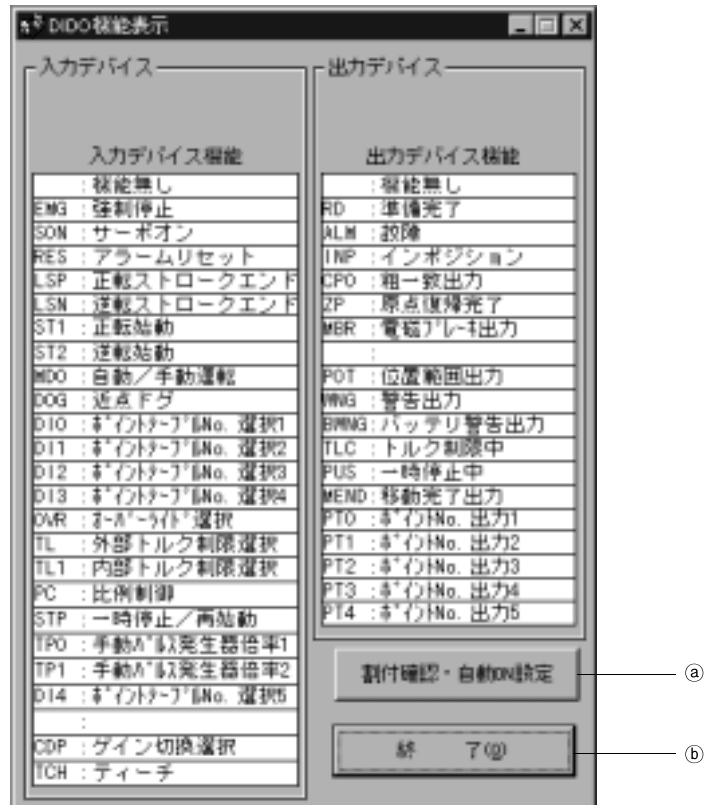 DIDO機能表示
入力デバイス
入力デバイス機能
:機能無し
EMG :強制停止
SON :サーボオン
RES :アラームリセット
LSP :正転ストロークエンド
LSN :逆転ストロークエンド
ST1 :正転始動
ST2 :逆転始動
MDO :自動/手動運転
DOG :近点ドグ
DI0 :ポイントテーブルNo. 選択1
DI1 :ポイントテーブルNo. 選択2
DI2 :ポイントテーブルNo. 選択3
DI3 :ポイントテーブルNo. 選択4
OVR :オーバーライド選択
TL :外部トルク制限選択
TL1 :内部トルク制限選択
PC :比例制御
STP :一時停止/再始動
TP0 :手動パルス発生器倍率1
TP1 :手動パルス発生器倍率2
DI4 :ポイントテーブルNo. 選択5
:
CDP :ゲイン切換選択
TCH :ティーチ
出力デバイス
出力デバイス機能
:機能無し
RD :準備完了
ALM :故障
INP :インポジション
CPO :粗一致出力
ZP :原点復帰完了
MBR :電磁ブレーキ出力
:
POT :位置範囲出力
WNG :警告出力
BWNG:バッテリ警告出力
TLC :トルク制限中
PUS :一時停止中
MEND:移動完了出力
PT0 :ポイントNo. 出力1
PT1 :ポイントNo. 出力2
PT2 :ポイントNo. 出力3
PT3 :ポイントNo. 出力4
PT4 :ポイントNo. 出力5
割付確認・自動ON設定
ⓐ
終 了(Q)
ⓑ